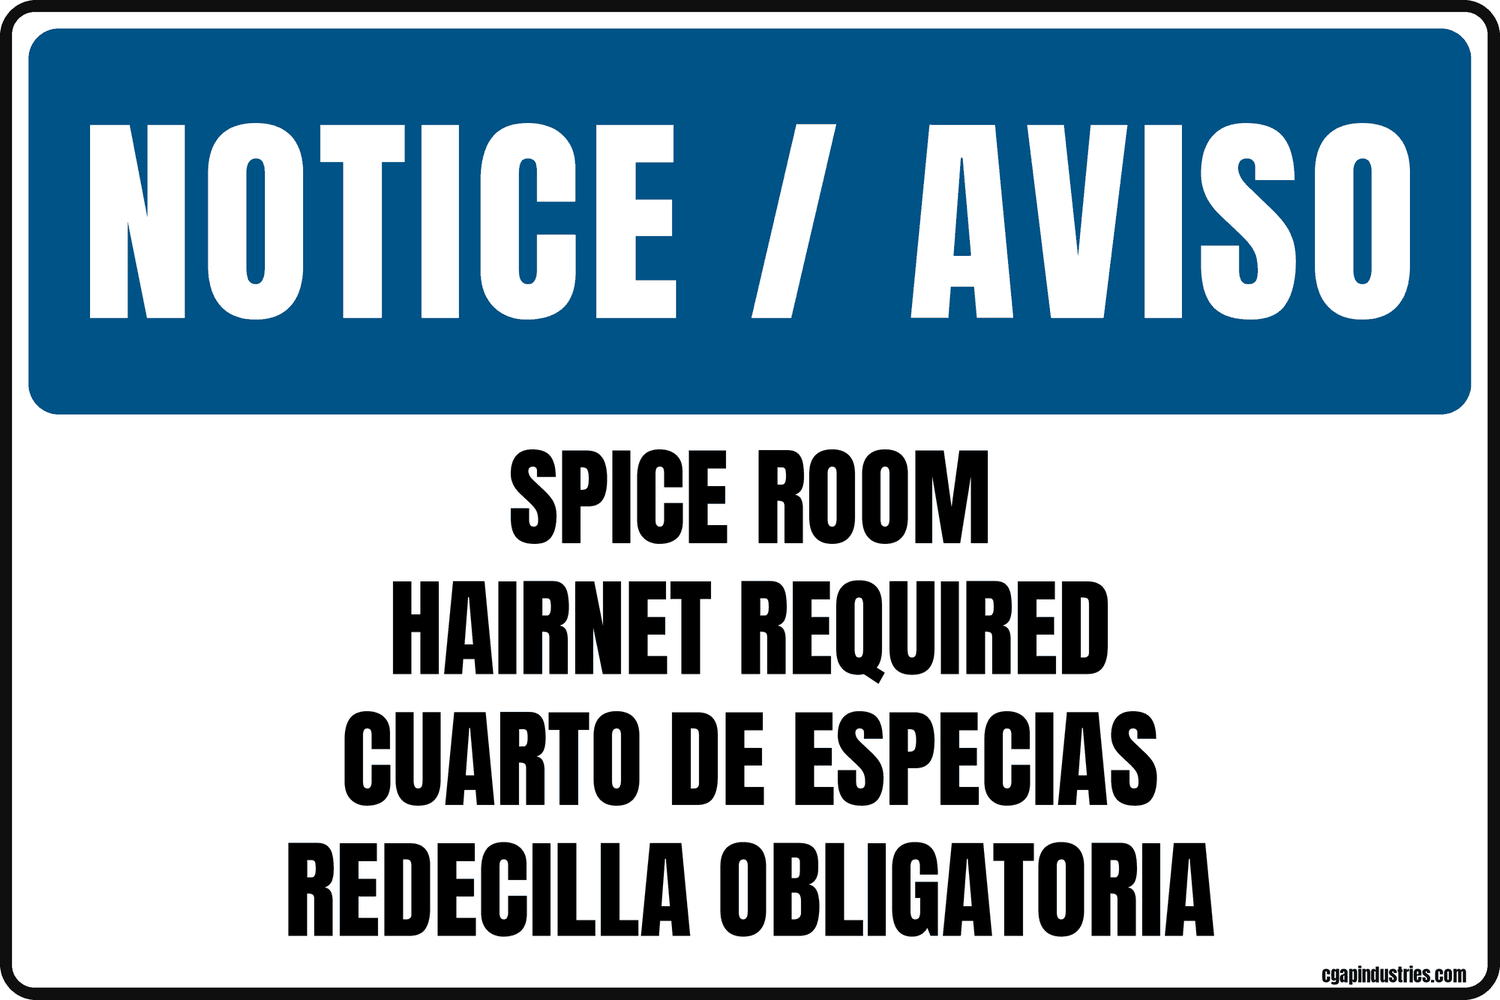 NOTICE / AVISO
SPICE ROOM
HAIRNET REQUIRED
CUARTO DE ESPECIAS
REDECILLA OBLIGATORIA
cgapindustries.com